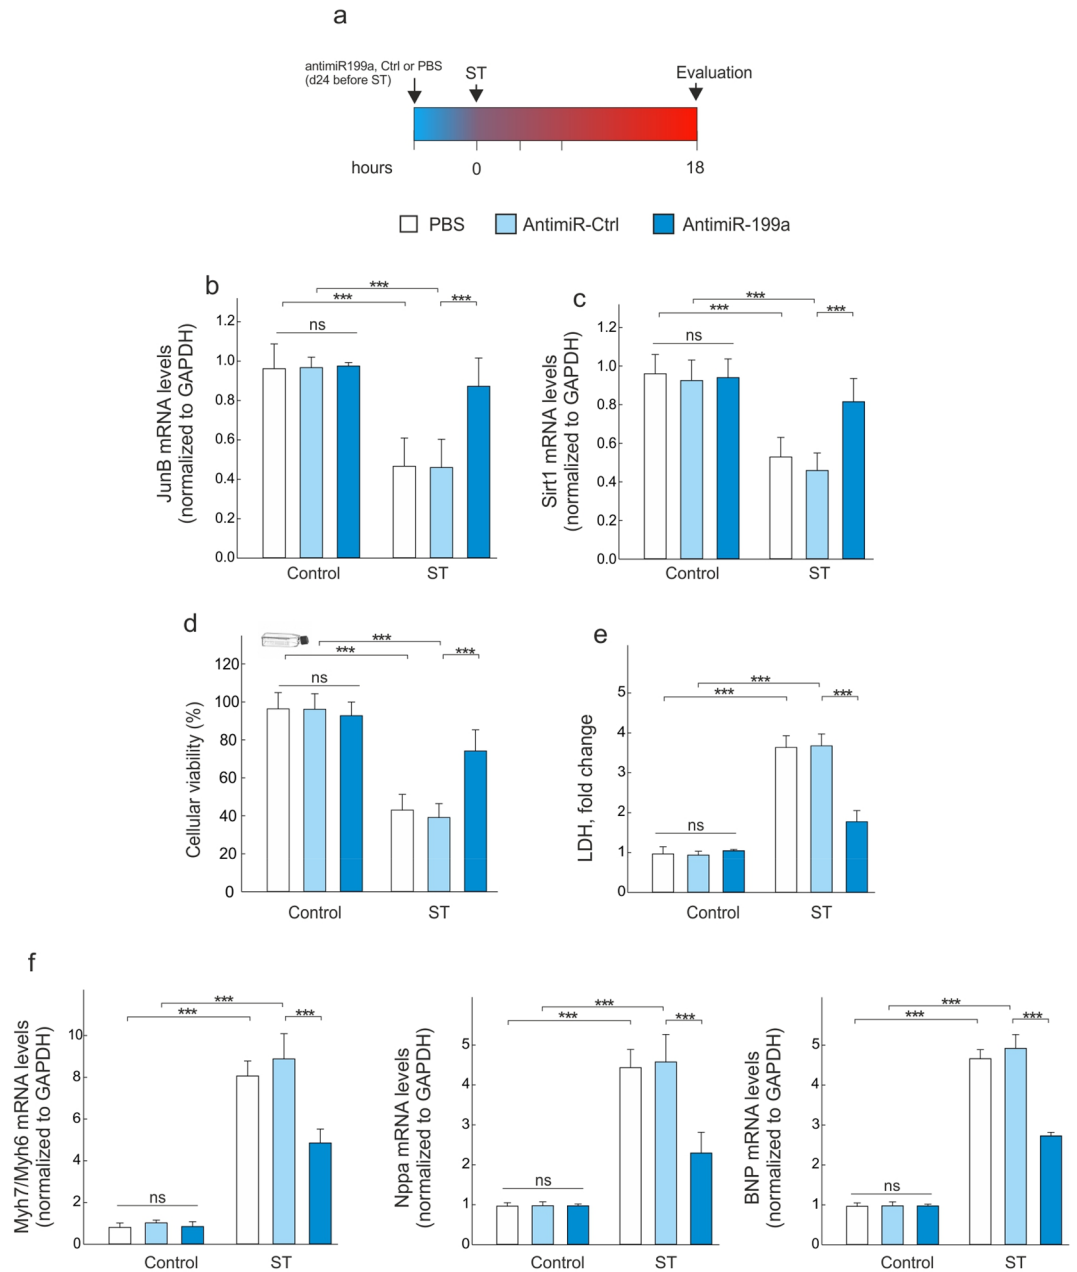 a
antimiR199a, Ctrl or PBS
(d24 before ST)
ST
Evaluation
hours
0
18
PBS
AntimiR-Ctrl
AntimiR-199a
b
***
***
***
ns
JunB mRNA levels
(normalized to GAPDH)
1.2
1.0
0.8
0.6
0.4
0.2
0.0
Control
ST
c
***
***
***
ns
Sirt1 mRNA levels
(normalized to GAPDH)
1.2
1.0
0.8
0.6
0.4
0.2
0.0
Control
ST
d
***
***
***
ns
Cellular viability (%)
120
100
80
60
40
20
0
Control
ST
e
***
***
***
ns
LDH, fold change
5
4
3
2
1
0
Control
ST
f
***
***
***
ns
Myh7/Myh6 mRNA levels
(normalized to GAPDH)
10
8
6
4
2
0
Control
ST
***
***
***
ns
Nppa mRNA levels
(normalized to GAPDH)
5
4
3
2
1
0
Control
ST
***
***
***
ns
BNP mRNA levels
(normalized to GAPDH)
5
4
3
2
1
0
Control
ST